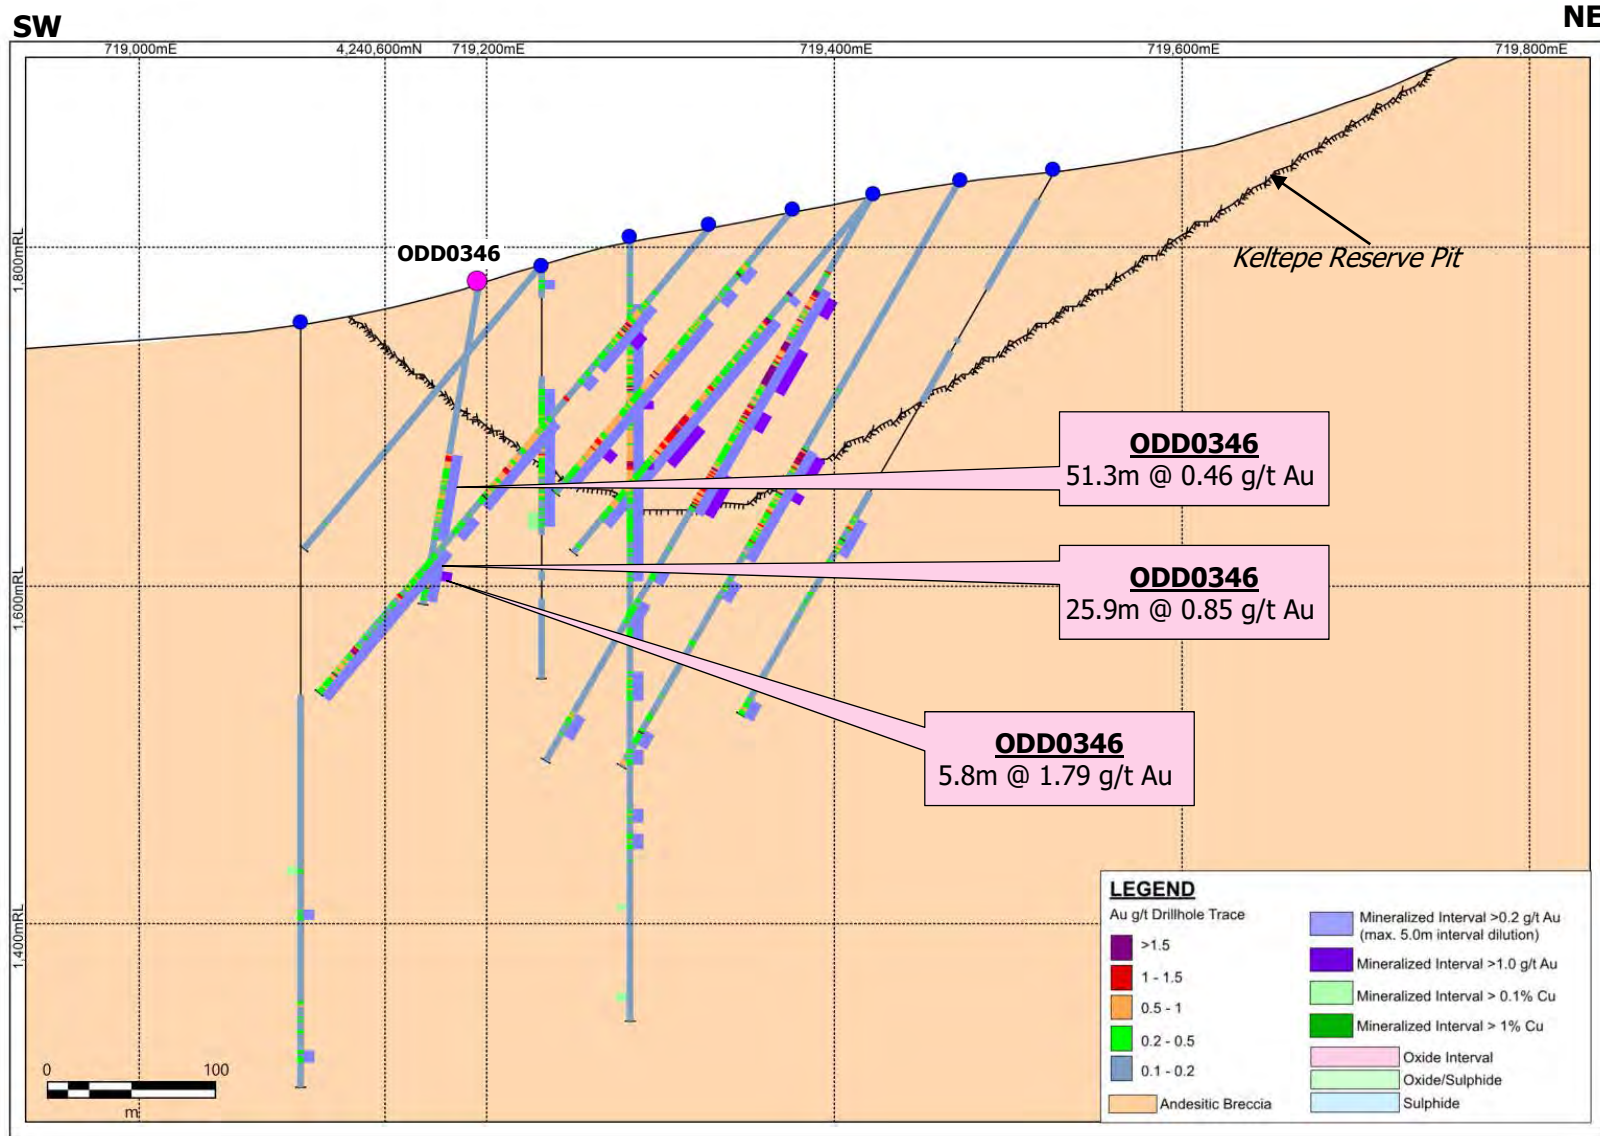 SW
NE
719,000mE
4,240,600mN
719,200mE
719,400mE
719,600mE
719,800mE
1,800mRL
1,600mRL
1,400mRL
ODD0346
Keltepe Reserve Pit
ODD0346
51.3m @ 0.46 g/t Au
ODD0346
25.9m @ 0.85 g/t Au
ODD0346
5.8m @ 1.79 g/t Au
0
100
m
LEGEND
Au g/t Drillhole Trace
>1.5
1 - 1.5
0.5 - 1
0.2 - 0.5
0.1 - 0.2
Andesitic Breccia
Mineralized Interval >0.2 g/t Au
(max. 5.0m interval dilution)
Mineralized Interval >1.0 g/t Au
Mineralized Interval > 0.1% Cu
Mineralized Interval > 1% Cu
Oxide Interval
Oxide/Sulphide
Sulphide